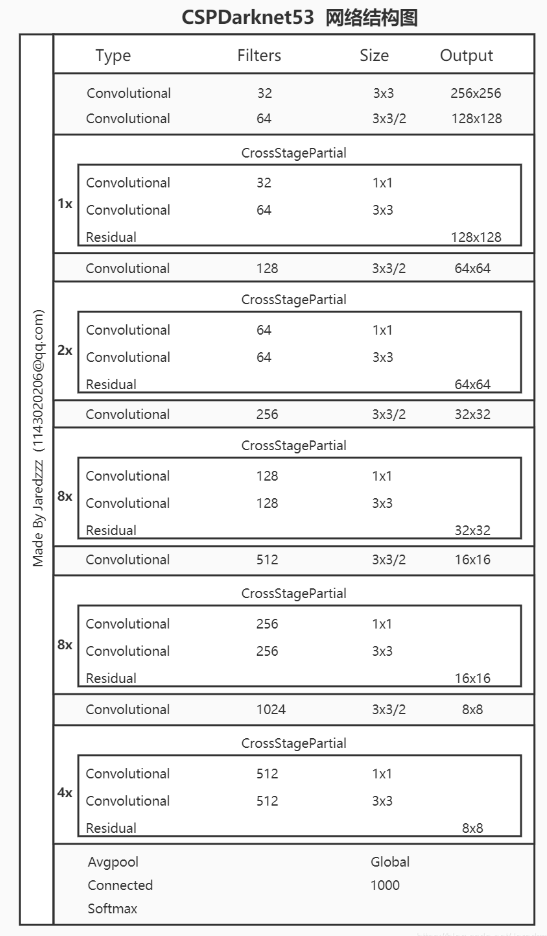 CSPDarknet53 网络结构图
Type Filters Size Output
Convolutional 32 3x3 256x256
Convolutional 64 3x3/2 128x128
CrossStagePartial
1x
Convolutional 32 1x1
Convolutional 64 3x3
Residual 128x128
Convolutional 128 3x3/2 64x64
CrossStagePartial
2x
Convolutional 64 1x1
Convolutional 64 3x3
Residual 64x64
Convolutional 256 3x3/2 32x32
CrossStagePartial
8x
Convolutional 128 1x1
Convolutional 128 3x3
Residual 32x32
Convolutional 512 3x3/2 16x16
CrossStagePartial
8x
Convolutional 256 1x1
Convolutional 256 3x3
Residual 16x16
Convolutional 1024 3x3/2 8x8
CrossStagePartial
4x
Convolutional 512 1x1
Convolutional 512 3x3
Residual 8x8
Avgpool Global
Connected 1000
Softmax
Made By Jaredzzz（1143020206@qq.com）